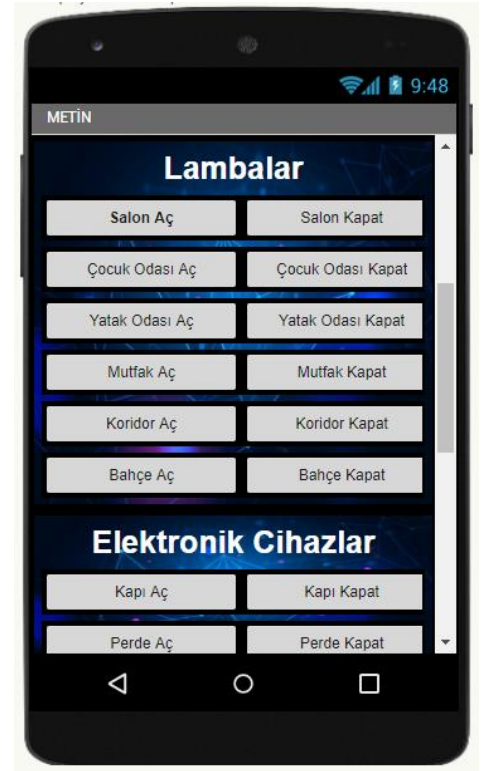 9:48
METİN
Lambalar
Salon Aç Salon Kapat
Çocuk Odası Aç Çocuk Odası Kapat
Yatak Odası Aç Yatak Odası Kapat
Mutfak Aç Mutfak Kapat
Koridor Aç Koridor Kapat
Bahçe Aç Bahçe Kapat
Elektronik Cihazlar
Kapı Aç Kapı Kapat
Perde Aç Perde Kapat